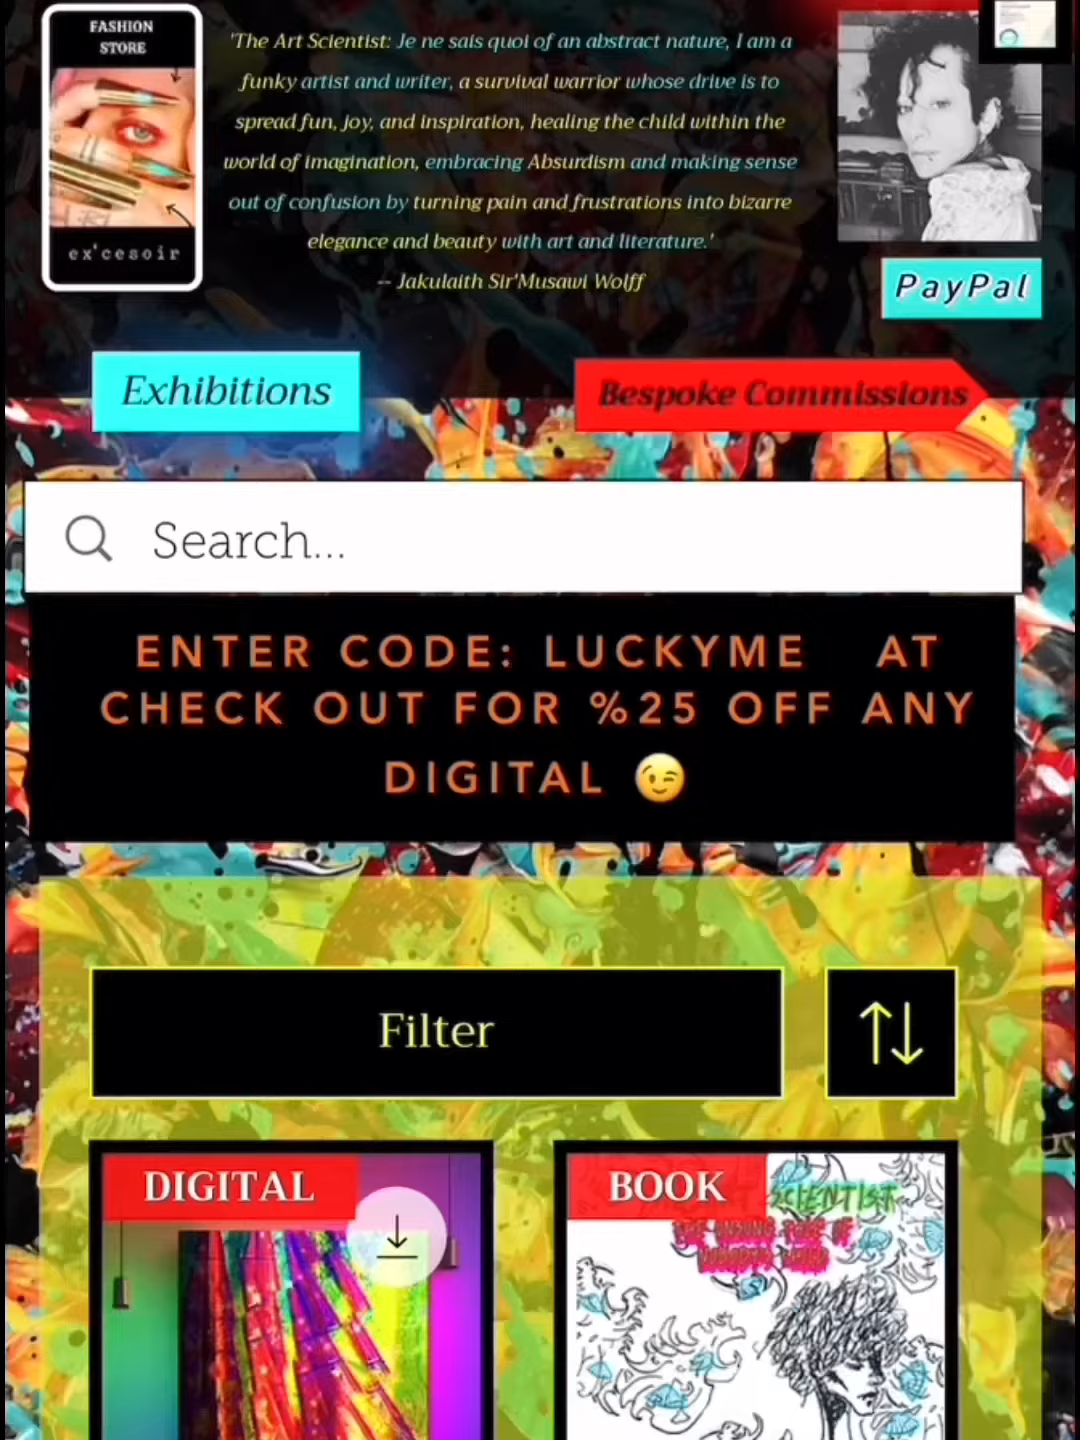 FASHION
STORE
ex'cesoir
'The Art Scientist: Je ne sais quoi of an abstract nature, I am a
funky artist and writer, a survival warrior whose drive is to
spread fun, joy, and inspiration, healing the child within the
world of imagination, embracing Absurdism and making sense
out of confusion by turning pain and frustrations into bizarre
elegance and beauty with art and literature.'
-- Jakulaith Sir'Musawi Wolff
PayPal
Exhibitions
Bespoke Commissions
Search...
ENTER CODE: LUCKYME AT
CHECK OUT FOR %25 OFF ANY
DIGITAL 😉
Filter
DIGITAL
BOOK
SCIENTIST